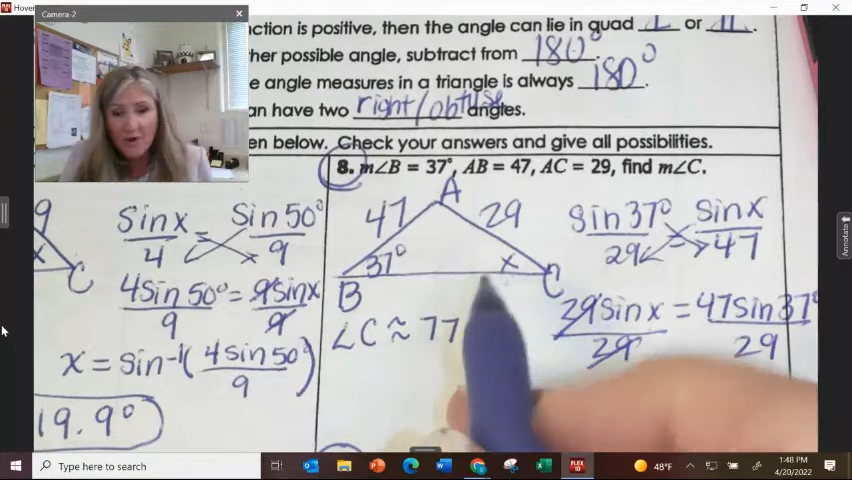 Camera-2
nction is positive, then the angle can lie in quad I or II
her possible angle, subtract from 180°.
e angle measures in a triangle is always 180°.
an have two right/obtuse angles.
en below. Check your answers and give all possibilities.
8. m∠B = 37°, AB = 47, AC = 29, find m∠C.
9
x
C
Sin x / 4 = Sin 50° / 9
4 Sin 50° / 9 = 9 Sin x / 9
x = Sin⁻¹(4 Sin 50 / 9)
19.9°
A
47
29
37°
x
B
C
∠C ≈ 77
Sin 37° / 29 = Sin x / 47
29 Sin x / 29 = 47 Sin 37° / 29
Annotate
Type here to search
FLEX 10
48°F
1:48 PM
4/20/2022